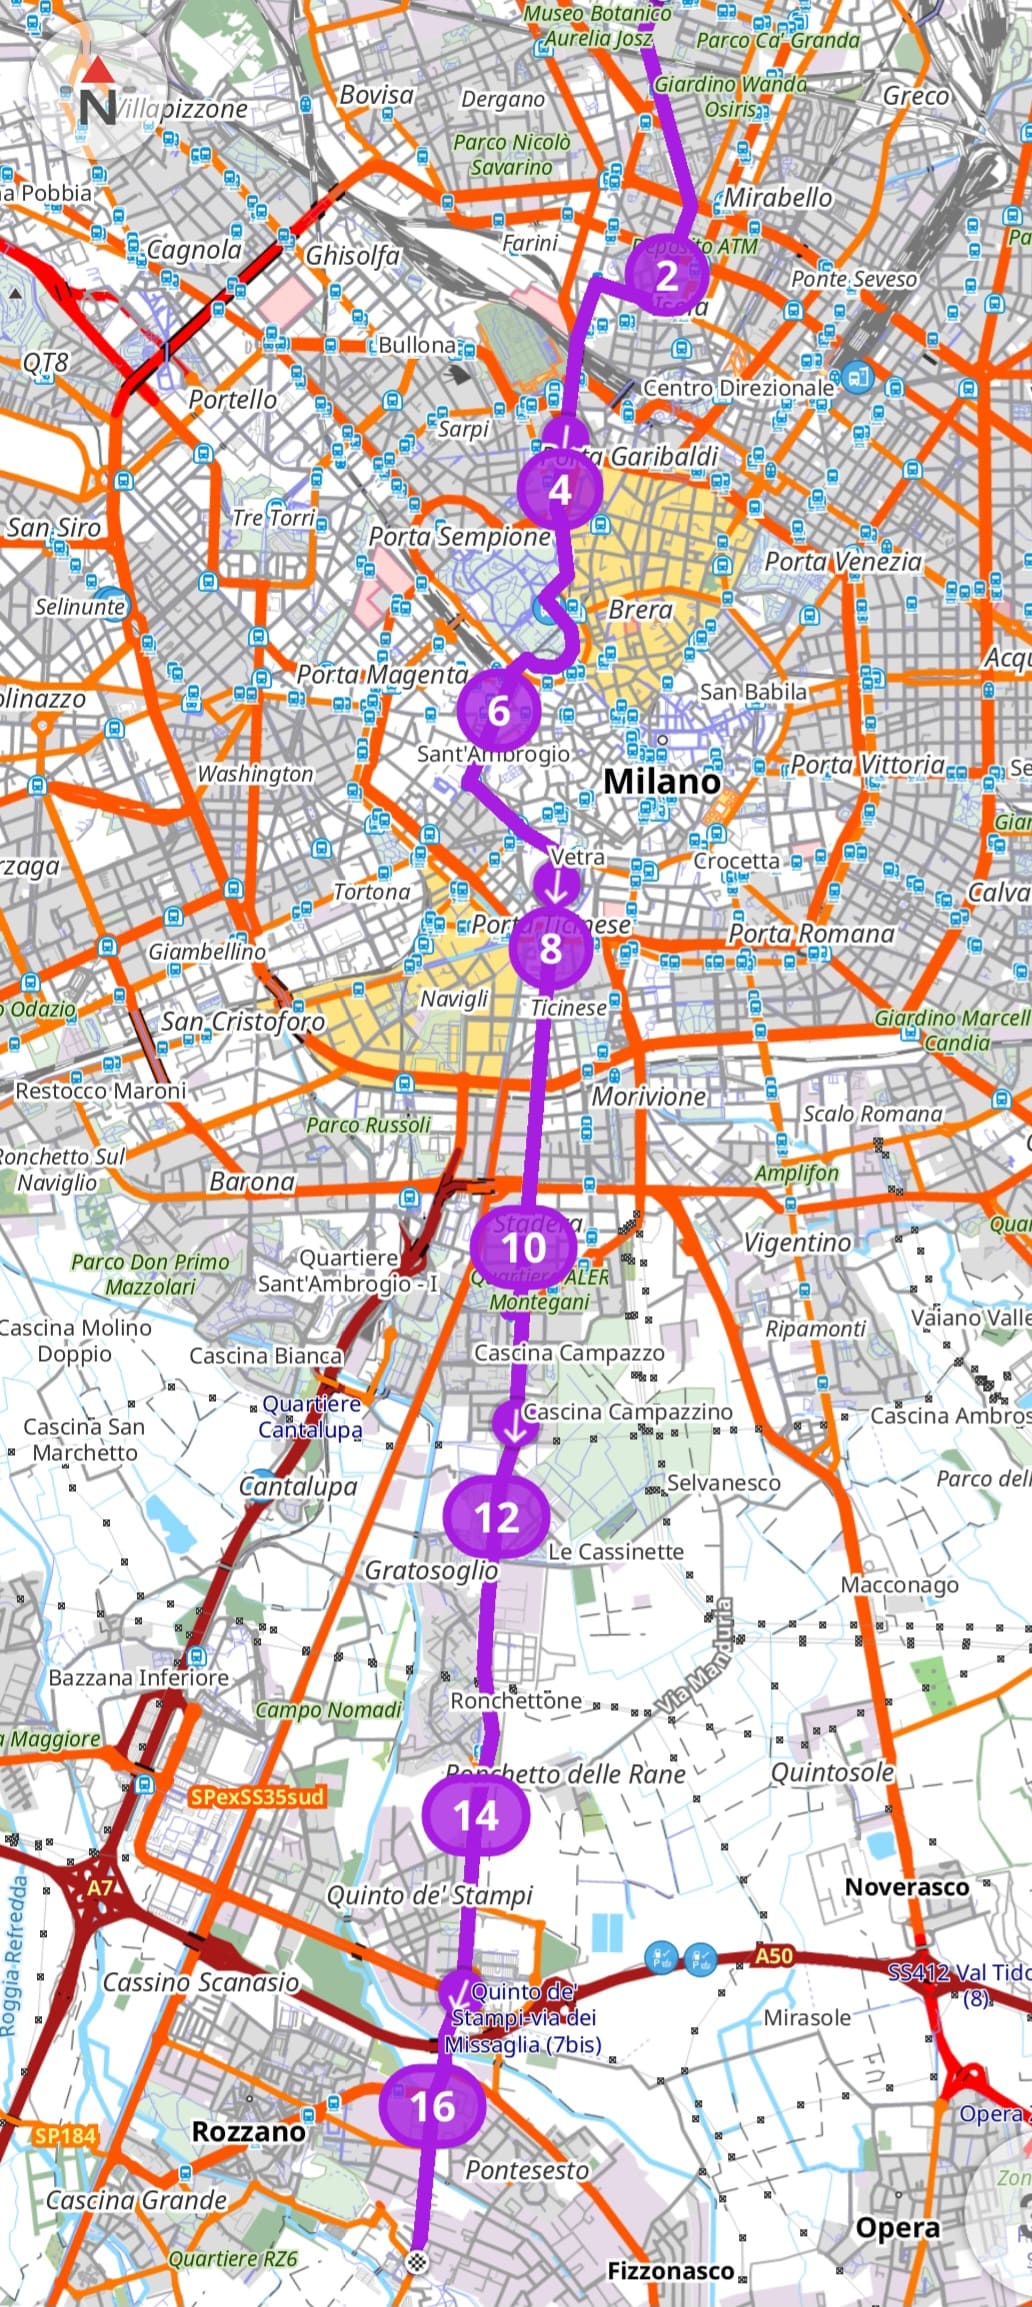 Museo Botanico
Aurelia Josz
Parco Ca' Granda
Giardino Wanda
Osiris
Bovisa
Dergano
Greco
N
Villapizzone
Parco Nicolò
Savarino
na Pobbia
Mirabello
Cagnola
Ghisolfa
Farini
Deposito ATM
Pa
2
Ponte Seveso
Isola
QT8
Bullona
Centro Direzionale
Portello
Sarpi
Porta Garibaldi
4
San Siro
Tre Torri
Porta Sempione
Porta Venezia
Selinunte
Brera
Acqu
Porta Magenta
olinazzo
San Babila
6
Sant'Ambrogio
Washington
Milano
Porta Vittoria
Se
Gian
rzaga
Vetra
Crocetta
Tortona
Calva
Porta Ticinese
Porta Romana
8
Giambellino
Navigli
Ticinese
o Odazio
San Cristoforo
Giardino Marcell
Candia
Restocco Maroni
Morivione
Parco Russoli
Scalo Romana
Ronchetto Sul
Naviglio
Barona
Amplifon
Stadera
Qua
10
Vigentino
Parco Don Primo
Mazzolari
Quartiere
Sant'Ambrogio - I
Quartiere ALER
Montegani
Cascina Molino
Doppio
Ripamonti
Vaiano Valle
Cascina Bianca
Cascina Campazzo
Quartiere
Cantalupa
Cascina Campazzino
Cascina Ambros
Cascina San
Marchetto
Cantalupa
Selvanesco
Parco dell
12
Le Cassinette
Gratosoglio
Macconago
Via Manduria
Bazzana Inferiore
Ronchettone
Campo Nomadi
a Maggiore
Ronchetto delle Rane
Quintosole
SPexSS35sud
14
A7
Quinto de' Stampi
Noverasco
Roggia Refredda
A50
SS412 Val Tido
(8)
Cassino Scanasio
Quinto de'
Stampi-via dei
Missaglia (7bis)
Mirasole
16
Rozzano
Opera
SP184
Pontesesto
Zon
Cascina Grande
Opera
Quartiere RZ6
Fizzonasco